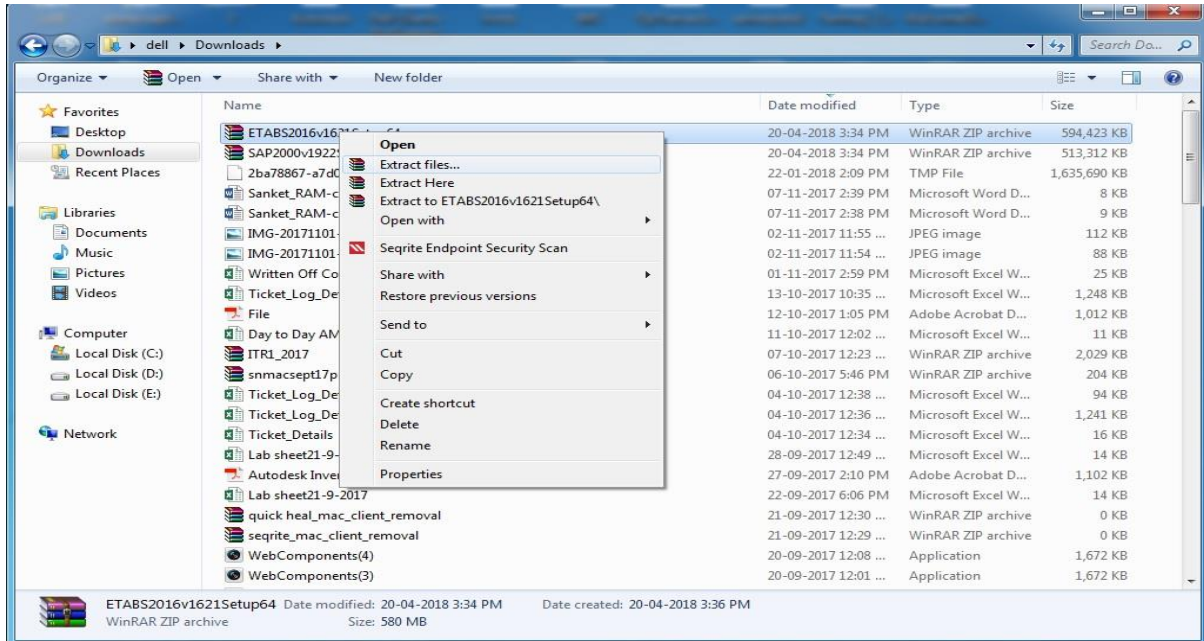 dell ▸ Downloads ▸
Search Do...
Organize Open Share with New folder
Favorites
Desktop
Downloads
Recent Places
Libraries
Documents
Music
Pictures
Videos
Computer
Local Disk (C:)
Local Disk (D:)
Local Disk (E:)
Network
Name Date modified Type Size
20-04-2018 3:34 PM WinRAR ZIP archive 594,423 KB
SAP2000v1922 20-04-2018 3:34 PM WinRAR ZIP archive 513,312 KB
2ba78867-a7d0 22-01-2018 2:09 PM TMP File 1,635,690 KB
Sanket_RAM-c 07-11-2017 2:39 PM Microsoft Word D... 8 KB
Sanket_RAM-c 07-11-2017 2:38 PM Microsoft Word D... 9 KB
IMG-20171101- 02-11-2017 11:55 ... JPEG image 112 KB
IMG-20171101- 02-11-2017 11:54 ... JPEG image 88 KB
Written Off Co 01-11-2017 2:59 PM Microsoft Excel W... 25 KB
Ticket_Log_De 13-10-2017 10:35 ... Microsoft Excel W... 1,248 KB
File 12-10-2017 1:05 PM Adobe Acrobat D... 1,012 KB
Day to Day AM 11-10-2017 12:02 ... Microsoft Excel W... 11 KB
ITR1_2017 07-10-2017 12:23 ... WinRAR ZIP archive 2,029 KB
snmacsept17p 06-10-2017 5:46 PM WinRAR ZIP archive 204 KB
Ticket_Log_De 04-10-2017 12:38 ... Microsoft Excel W... 94 KB
Ticket_Log_De 04-10-2017 12:36 ... Microsoft Excel W... 1,241 KB
Ticket_Details 04-10-2017 12:34 ... Microsoft Excel W... 16 KB
Lab sheet21-9- 28-09-2017 12:49 ... Microsoft Excel W... 14 KB
Autodesk Inve 27-09-2017 2:10 PM Adobe Acrobat D... 1,102 KB
Lab sheet21-9-2017 22-09-2017 6:06 PM Microsoft Excel W... 14 KB
quick heal_mac_client_removal 21-09-2017 12:30 ... WinRAR ZIP archive 0 KB
seqrite_mac_client_removal 21-09-2017 12:29 ... WinRAR ZIP archive 0 KB
WebComponents(4) 20-09-2017 12:08 ... Application 1,672 KB
WebComponents(3) 20-09-2017 12:01 ... Application 1,672 KB
Open
Extract files...
Extract Here
Extract to ETABS2016v1621Setup64\
Open with
Seqrite Endpoint Security Scan
Share with
Restore previous versions
Send to
Cut
Copy
Create shortcut
Delete
Rename
Properties
ETABS2016v1621Setup64 Date modified: 20-04-2018 3:34 PM Date created: 20-04-2018 3:36 PM
WinRAR ZIP archive Size: 580 MB